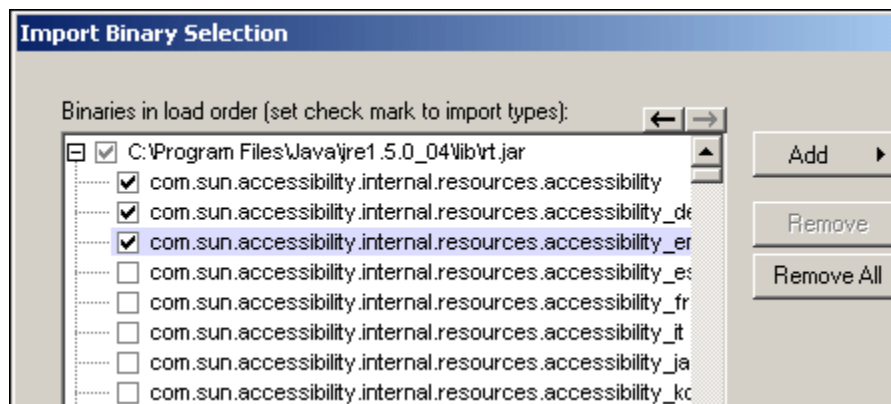 Import Binary Selection
Binaries in load order (set check mark to import types):
C:\Program Files\Java\jre1.5.0_04\lib\rt.jar
Add
com.sun.accessibility.internal.resources.accessibility
com.sun.accessibility.internal.resources.accessibility_de
Remove
com.sun.accessibility.internal.resources.accessibility_en
com.sun.accessibility.internal.resources.accessibility_es
Remove All
com.sun.accessibility.internal.resources.accessibility_fr
com.sun.accessibility.internal.resources.accessibility_it
com.sun.accessibility.internal.resources.accessibility_ja
com.sun.accessibility.internal.resources.accessibility_ko